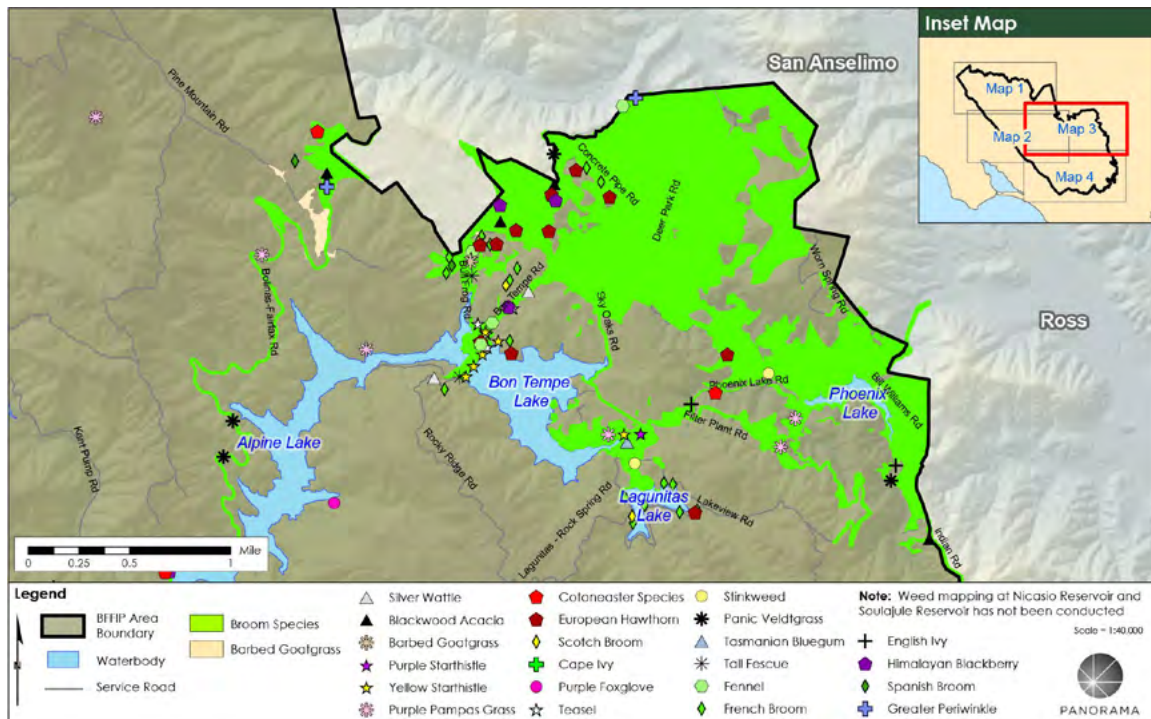 San Anselimo
Inset Map
Map 1
Map 2
Map 3
Map 4
Pine Mountain Rd
Concrete Pipe Rd
Deer Park Rd
Worn Spring Rd
Ross
Bolinas-Fairfax Rd
Bull Frog Rd
Bon Tempe Rd
Sky Oaks Rd
Bon Tempe
Lake
Phoenix Lake Rd
Phoenix
Lake
Bill Williams Rd
Filter Plant Rd
Alpine Lake
Kent Pump Rd
Rocky Ridge Rd
Lagunitas
Lake
Lakeview Rd
Lagunitas - Rock Spring Rd
Indian Rd
Mile
0 0.25 0.5 1
Legend
BFFIP Area
Boundary
Waterbody
Service Road
Broom Species
Barbed Goatgrass
Silver Wattle
Blackwood Acacia
Barbed Goatgrass
Purple Starthistle
Yellow Starthistle
Purple Pampas Grass
Cotoneaster Species
European Hawthorn
Scotch Broom
Cape Ivy
Purple Foxglove
Teasel
Stinkweed
Panic Veldtgrass
Tasmanian Bluegum
Tall Fescue
Fennel
French Broom
Note: Weed mapping at Nicasio Reservoir and
Soulajule Reservoir has not been conducted
Scale = 1:40,000
English Ivy
Himalayan Blackberry
Spanish Broom
Greater Periwinkle
PANORAMA
N